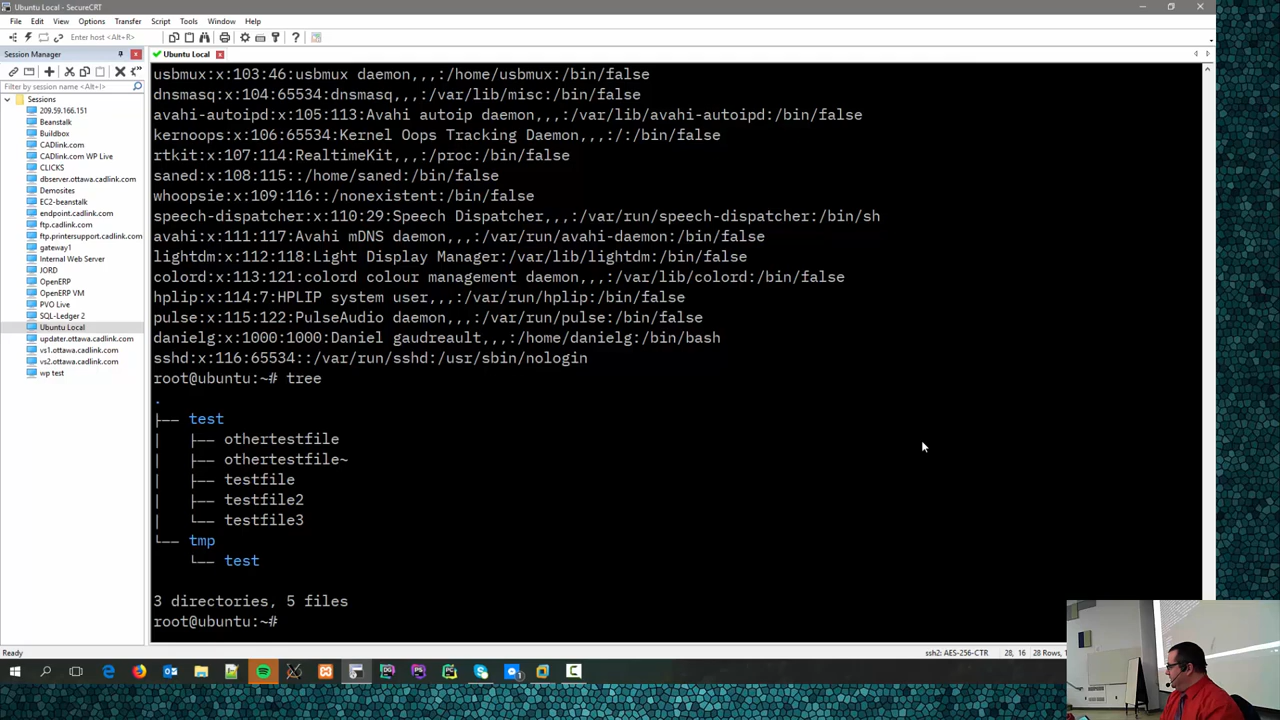 Ubuntu Local - SecureCRT
File Edit View Options Transfer Script Tools Window Help
Enter host <Alt+R>
Session Manager
Ubuntu Local
Filter by session name <Alt+I>
Sessions
209.59.166.151
Beanstalk
Buildbox
CADlink.com
CADlink.com WP Live
CLICKS
dbserver.ottawa.cadlink.com
Demosites
EC2-beanstalk
endpoint.cadlink.com
ftp.cadlink.com
ftp.printersupport.cadlink.com
gateway1
Internal Web Server
JORD
OpenERP
OpenERP VM
PVO Live
SQL-Ledger 2
Ubuntu Local
updater.ottawa.cadlink.com
vs1.ottawa.cadlink.com
vs2.ottawa.cadlink.com
wp test
usbmux:x:103:46:usbmux daemon,,,:/home/usbmux:/bin/false
dnsmasq:x:104:65534:dnsmasq,,,:/var/lib/misc:/bin/false
avahi-autoipd:x:105:113:Avahi autoip daemon,,,:/var/lib/avahi-autoipd:/bin/false
kernoops:x:106:65534:Kernel Oops Tracking Daemon,,,:/:/bin/false
rtkit:x:107:114:RealtimeKit,,,:/proc:/bin/false
saned:x:108:115::/home/saned:/bin/false
whoopsie:x:109:116::/nonexistent:/bin/false
speech-dispatcher:x:110:29:Speech Dispatcher,,,:/var/run/speech-dispatcher:/bin/sh
avahi:x:111:117:Avahi mDNS daemon,,,:/var/run/avahi-daemon:/bin/false
lightdm:x:112:118:Light Display Manager:/var/lib/lightdm:/bin/false
colord:x:113:121:colord colour management daemon,,,:/var/lib/colord:/bin/false
hplip:x:114:7:HPLIP system user,,,:/var/run/hplip:/bin/false
pulse:x:115:122:PulseAudio daemon,,,:/var/run/pulse:/bin/false
danielg:x:1000:1000:Daniel gaudreault,,,:/home/danielg:/bin/bash
sshd:x:116:65534::/var/run/sshd:/usr/sbin/nologin
root@ubuntu:~# tree
.
├── test
│   ├── othertestfile
│   ├── othertestfile~
│   ├── testfile
│   ├── testfile2
│   └── testfile3
└── tmp
    └── test
3 directories, 5 files
root@ubuntu:~#
Ready
ssh2: AES-256-CTR 28, 16 28 Rows,